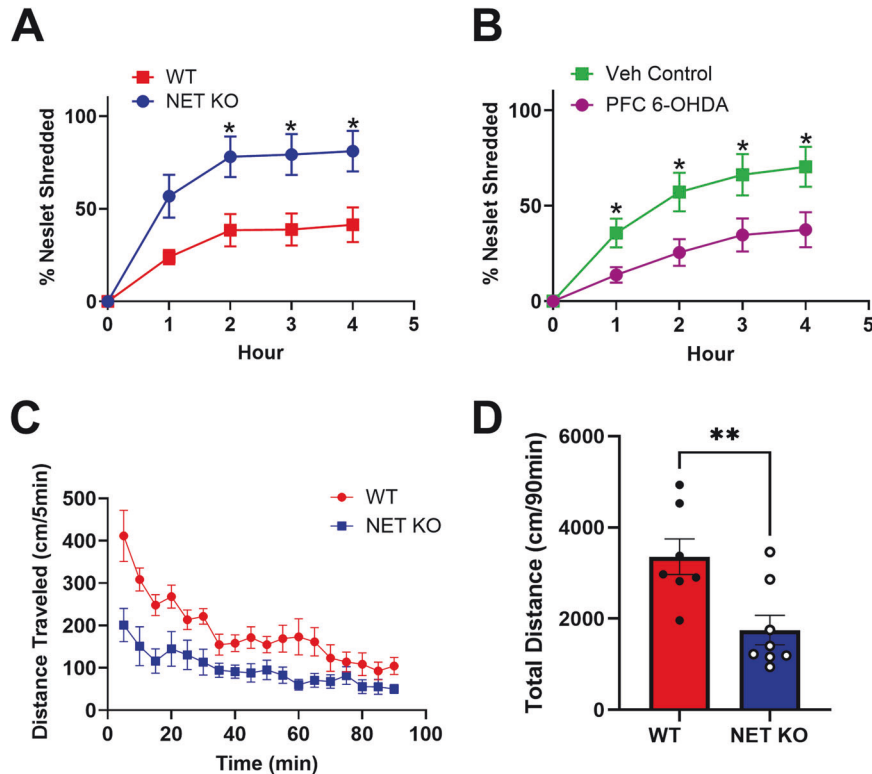 A
WT
NET KO
% Neslet Shredded
100
50
0
* * *
0 1 2 3 4 5
Hour
B
Veh Control
PFC 6-OHDA
% Neslet Shredded
100
50
0
* * * *
0 1 2 3 4 5
Hour
C
WT
NET KO
Distance Traveled (cm/5min)
500
400
300
200
100
0
0 20 40 60 80 100
Time (min)
D
**
Total Distance (cm/90min)
6000
4000
2000
0
WT NET KO